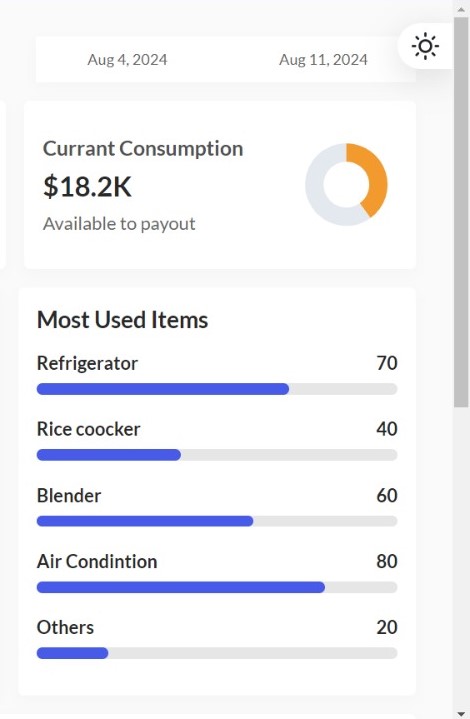 Aug 4, 2024 Aug 11, 2024
Currant Consumption
$18.2K
Available to payout
Most Used Items
Refrigerator 70
Rice coocker 40
Blender 60
Air Condintion 80
Others 20